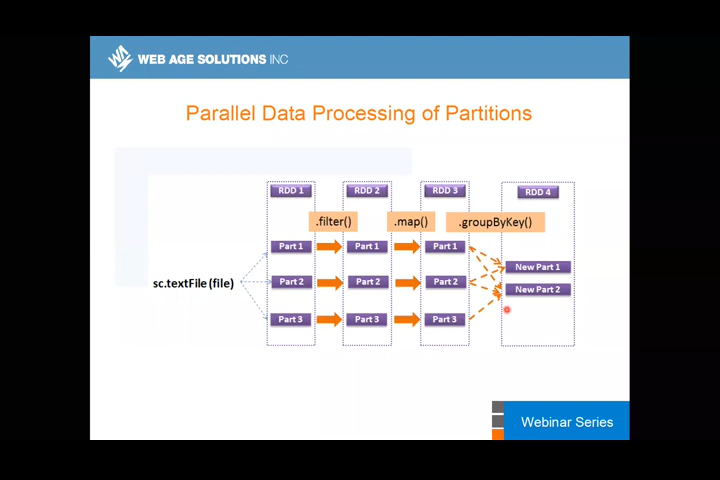 WEB AGE SOLUTIONS INC
Parallel Data Processing of Partitions
RDD 1 RDD 2 RDD 3 RDD 4
.filter() .map() .groupByKey()
Part 1 Part 1 Part 1
New Part 1
sc.textFile(file) Part 2 Part 2 Part 2
New Part 2
Part 3 Part 3 Part 3
Webinar Series